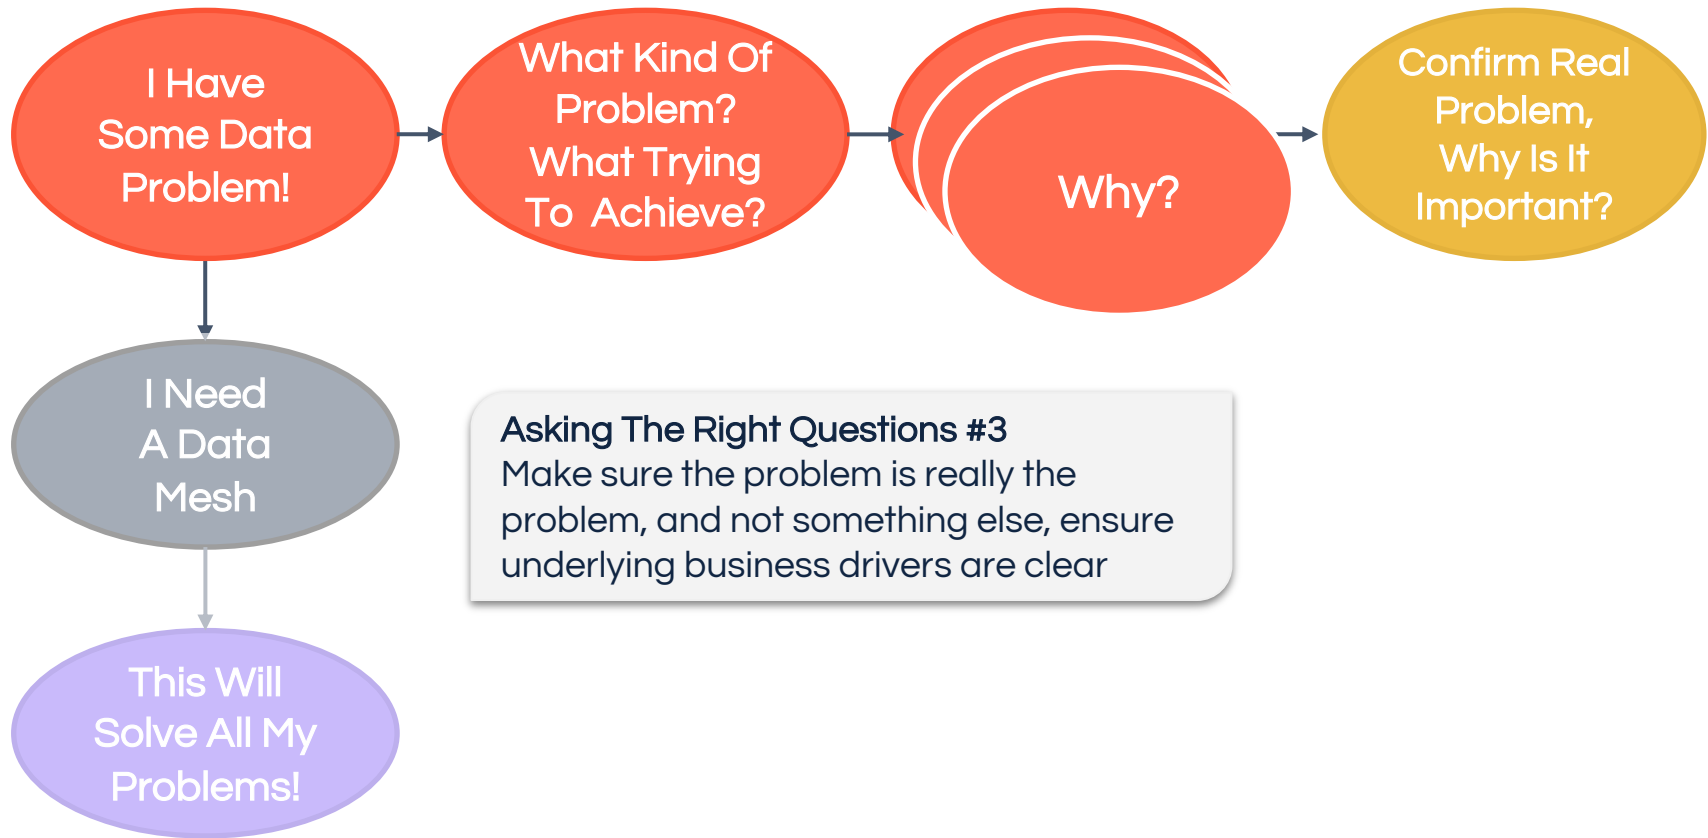 I Have
Some Data
Problem!
What Kind Of
Problem?
What Trying
To  Achieve?
Why?
Confirm Real
Problem,
Why Is It
Important?
I Need
A Data
Mesh
Asking The Right Questions #3
Make sure the problem is really the
problem, and not something else, ensure
underlying business drivers are clear
This Will
Solve All My
Problems!